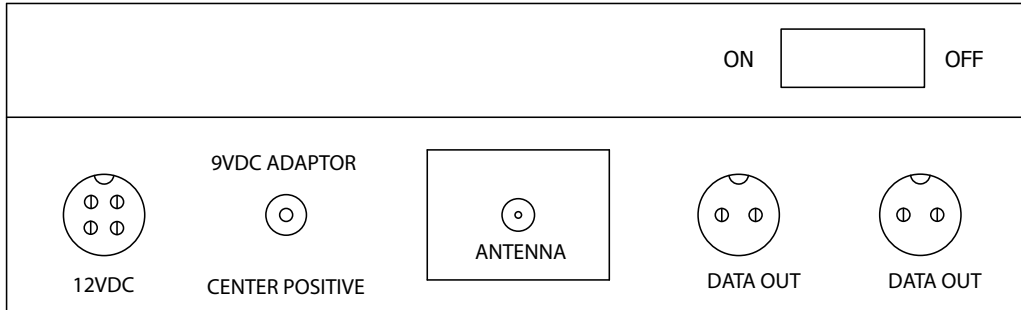 ON
OFF
9VDC ADAPTOR
ANTENNA
12VDC
CENTER POSITIVE
DATA OUT
DATA OUT